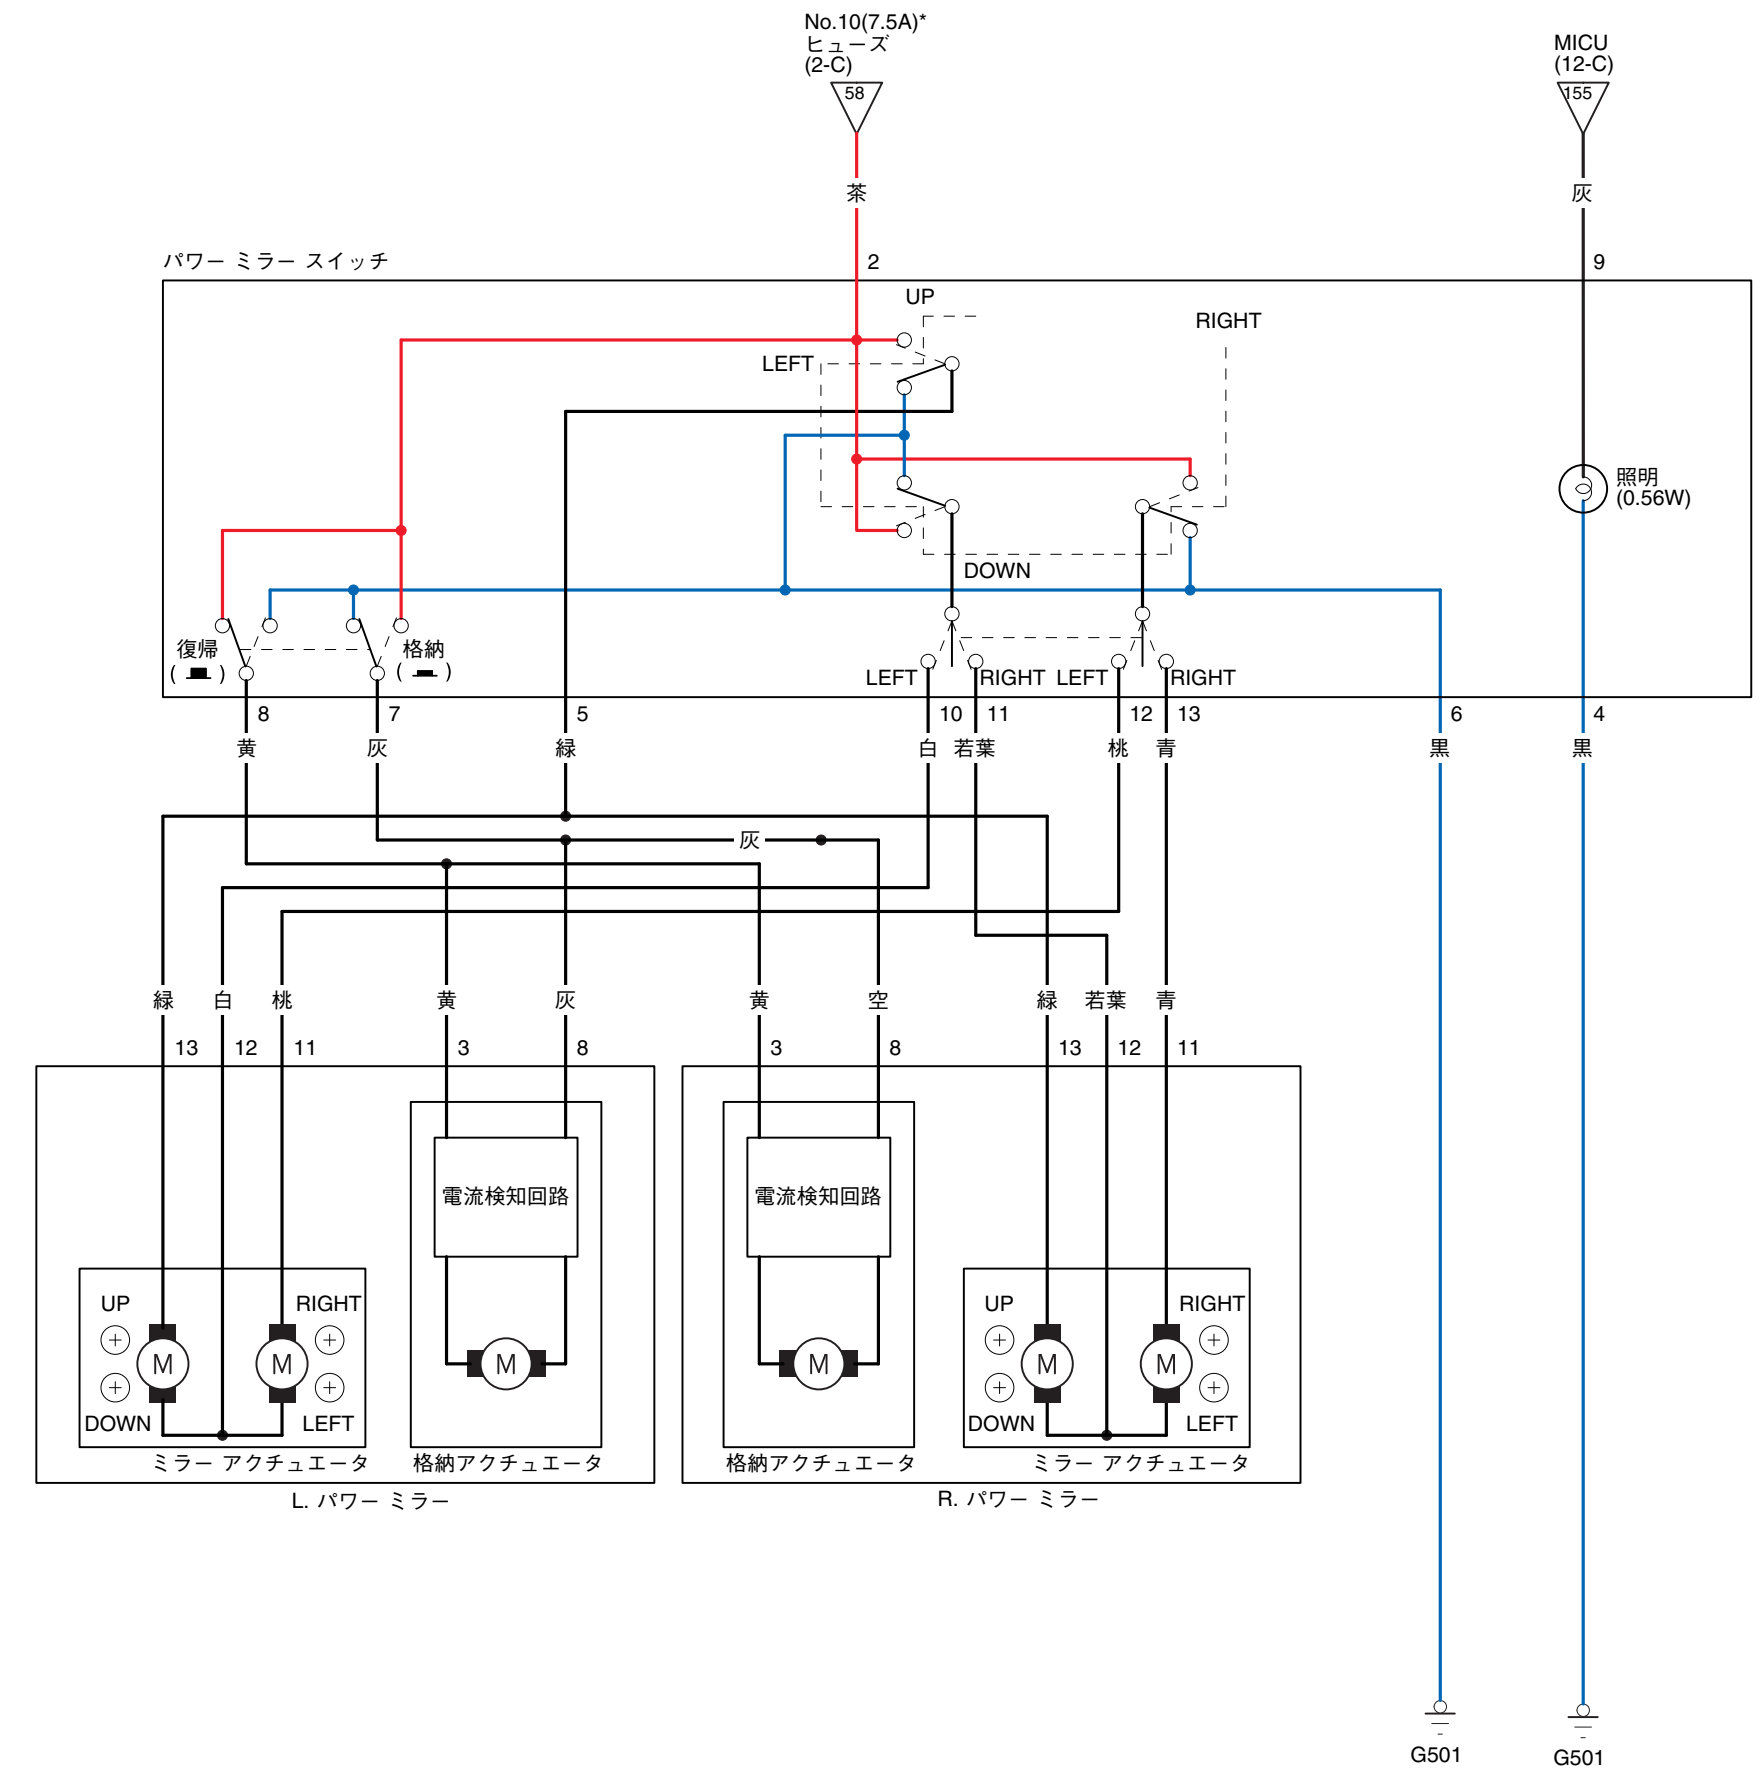 No.10(7.5A)*
ヒューズ
(2-C)
58
MICU
(12-C)
155
茶
灰
パワー ミラー スイッチ
2
9
UP
RIGHT
LEFT
照明
(0.56W)
DOWN
復帰
( )
格納
( )
LEFT
RIGHT
LEFT
RIGHT
8
7
5
10
11
12
13
6
4
黄
灰
緑
白
若葉
桃
青
黒
黒
灰
緑
白
桃
黄
灰
黄
空
緑
若葉
青
13
12
11
3
8
3
8
13
12
11
電流検知回路
電流検知回路
UP
RIGHT
UP
RIGHT
M
M
M
M
M
M
DOWN
LEFT
DOWN
LEFT
ミラー アクチュエータ
格納アクチュエータ
格納アクチュエータ
ミラー アクチュエータ
L. パワー ミラー
R. パワー ミラー
G501
G501